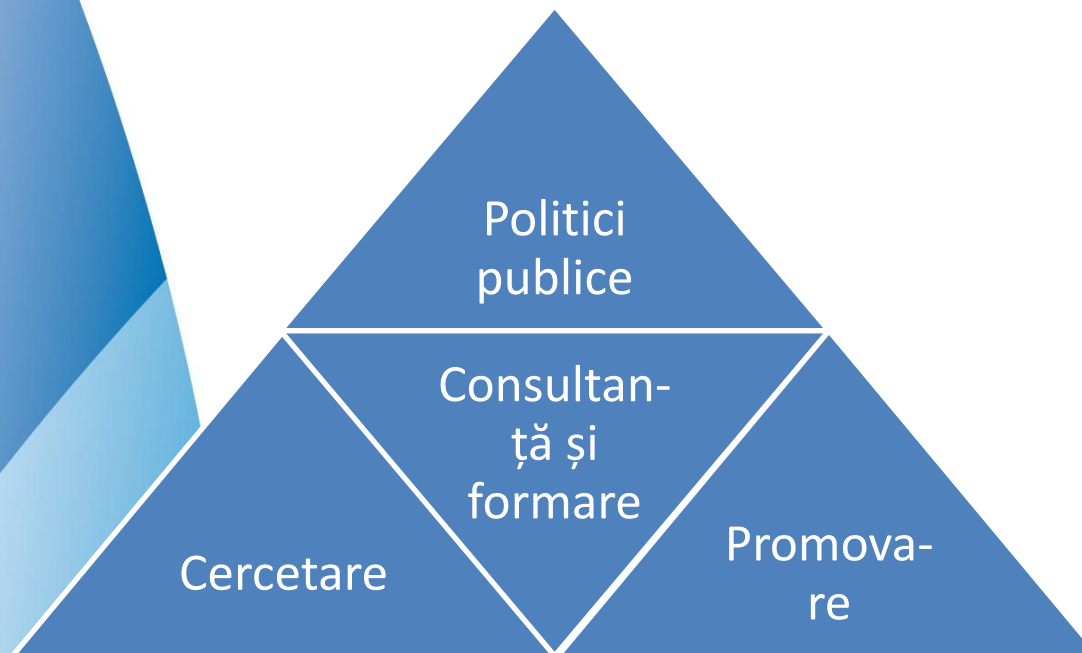 Politici
publice
Consultan-
ță și
formare
Cercetare
Promova-
re